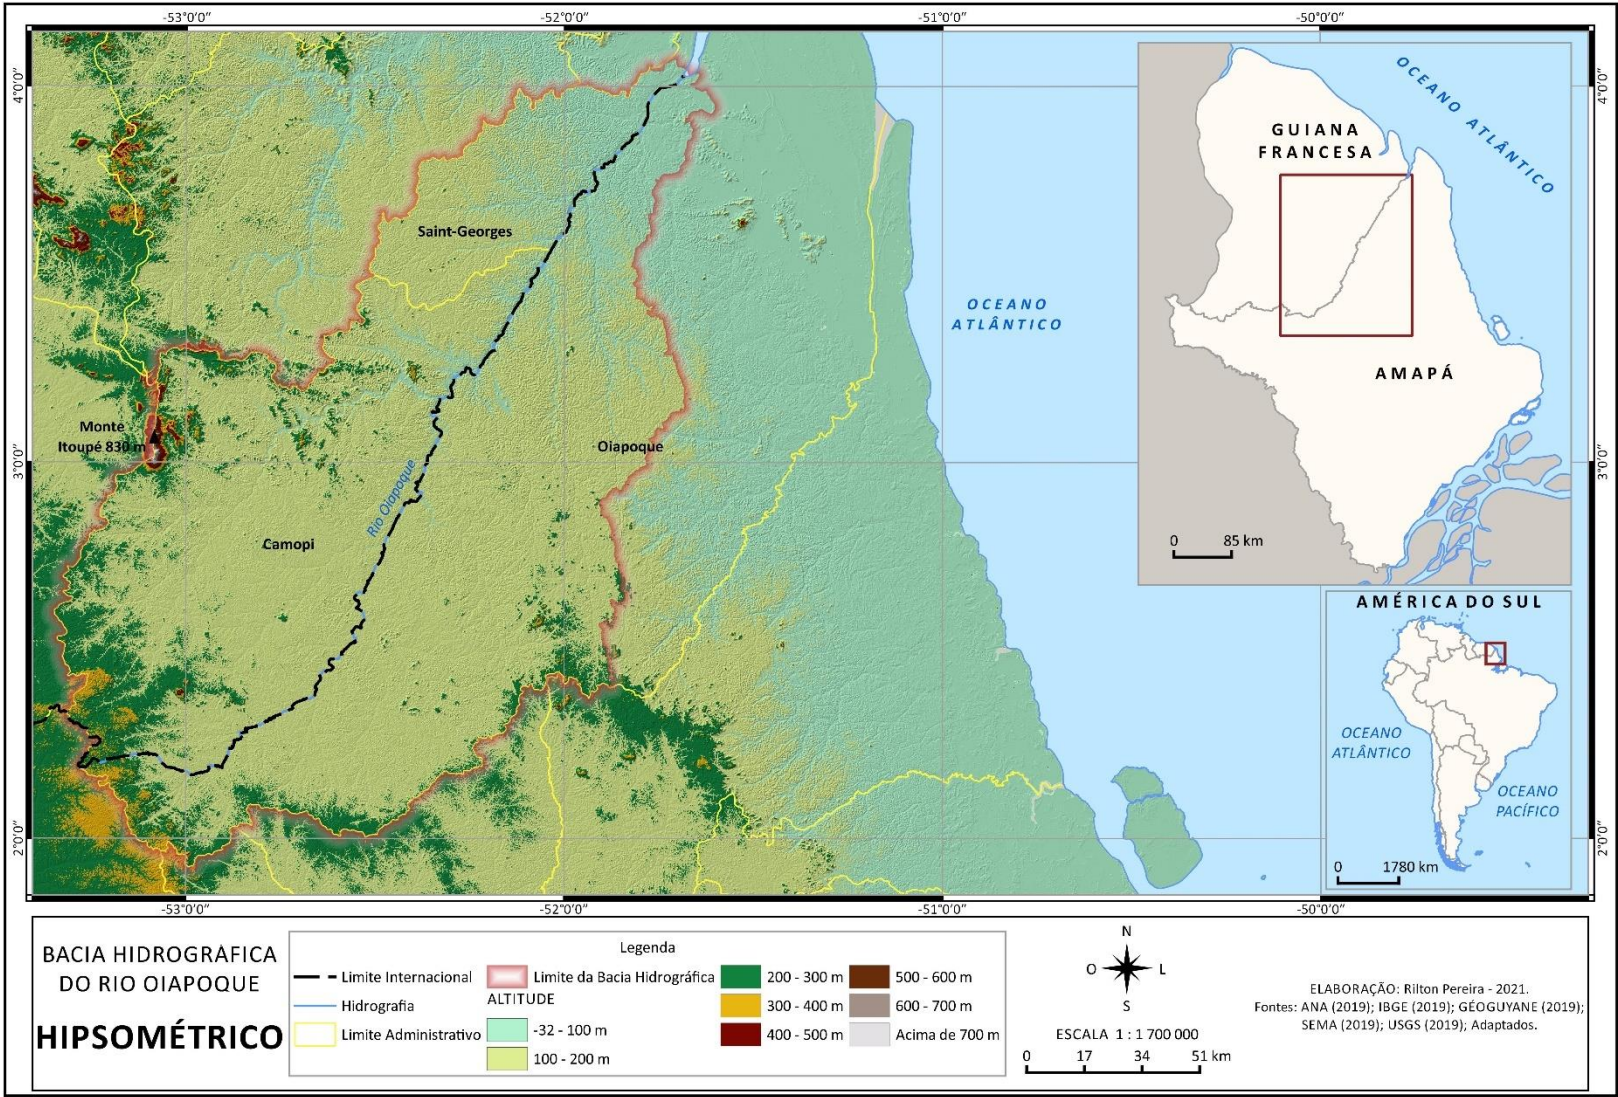 -53°0'0"
-52°0'0"
-51°0'0"
-50°0'0"
4°0'0"
4°0'0"
3°0'0"
3°0'0"
2°0'0"
2°0'0"
Saint-Georges
Monte
Itoupé 830 m
Oiapoque
Rio Oiapoque
Camopi
OCEANO
ATLÂNTICO
OCEANO ATLÂNTICO
GUIANA
FRANCESA
AMAPÁ
0 85 km
AMÉRICA DO SUL
OCEANO
ATLÂNTICO
OCEANO
PACÍFICO
0 1780 km
-53°0'0"
-52°0'0"
-51°0'0"
-50°0'0"
BACIA HIDROGRÁFICA
DO RIO OIAPOQUE
HIPSOMÉTRICO
Legenda
Limite Internacional
Hidrografia
Limite Administrativo
Limite da Bacia Hidrográfica
ALTITUDE
-32 - 100 m
100 - 200 m
200 - 300 m
300 - 400 m
400 - 500 m
500 - 600 m
600 - 700 m
Acima de 700 m
N
O L
S
ESCALA 1 : 1 700 000
0 17 34 51 km
ELABORAÇÃO: Rilton Pereira - 2021.
Fontes: ANA (2019); IBGE (2019); GÉOGUYANE (2019);
SEMA (2019); USGS (2019); Adaptados.